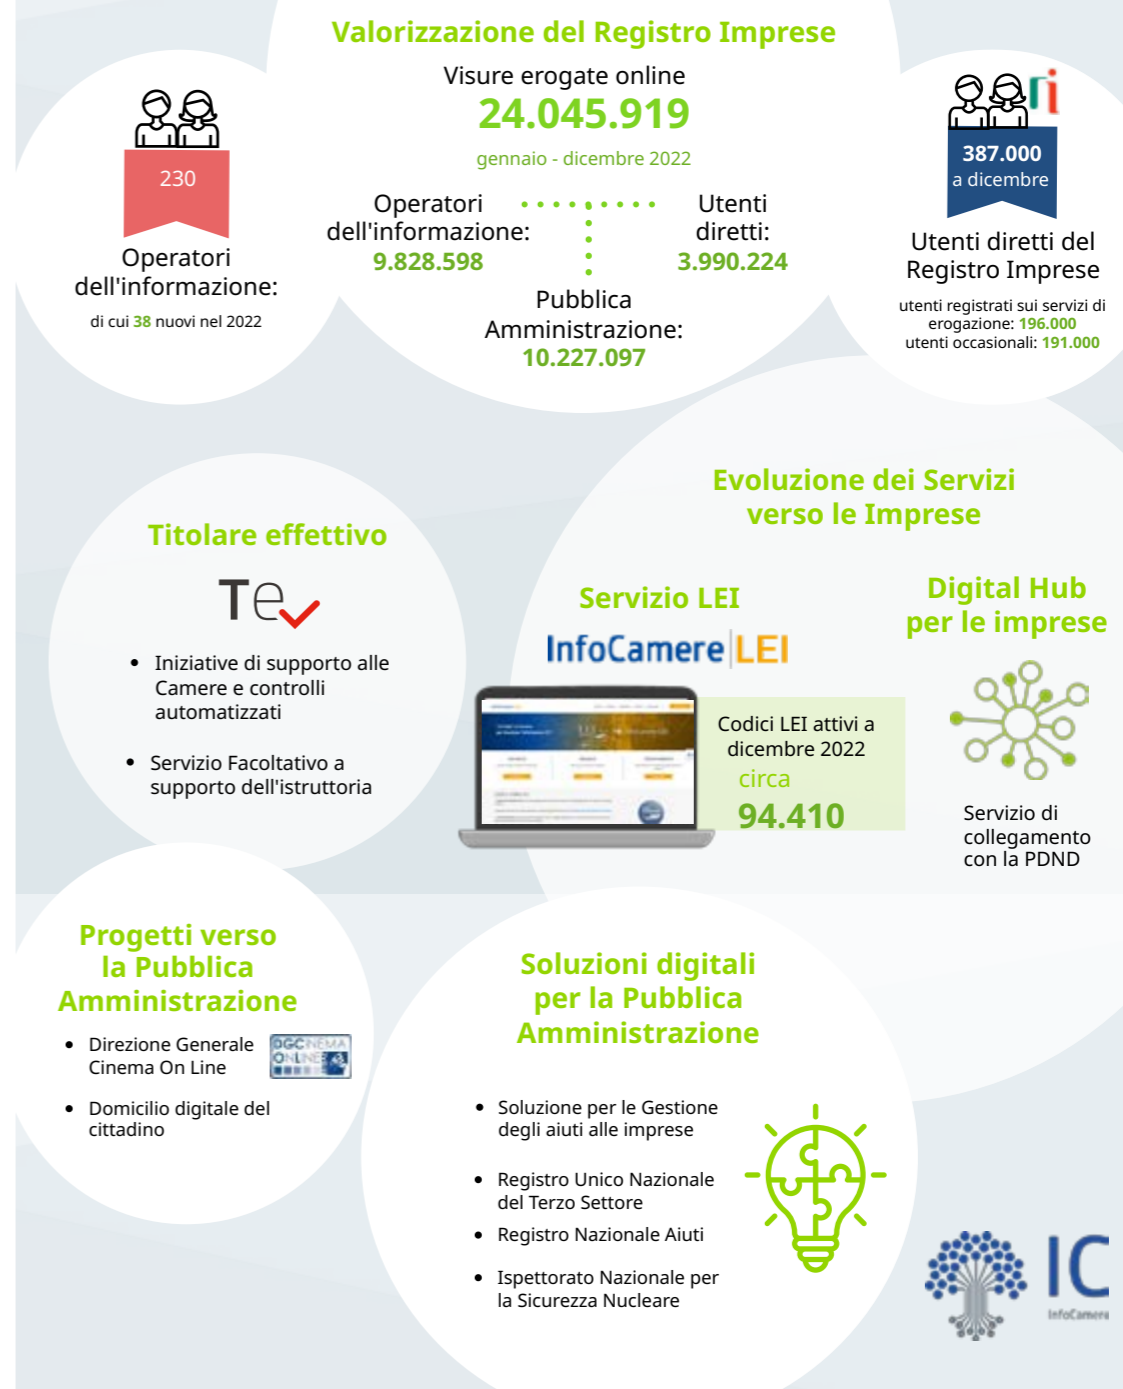 Valorizzazione del Registro Imprese
Visure erogate online
24.045.919
gennaio - dicembre 2022
Operatori
dell'informazione:
9.828.598
Utenti
diretti:
3.990.224
Pubblica
Amministrazione:
10.227.097
230
Operatori
dell'informazione:
di cui 38 nuovi nel 2022
ri
387.000
a dicembre
Utenti diretti del
Registro Imprese
utenti registrati sui servizi di
erogazione: 196.000
utenti occasionali: 191.000
Titolare effettivo
Te
• Iniziative di supporto alle
Camere e controlli
automatizzati
• Servizio Facoltativo a
supporto dell'istruttoria
Evoluzione dei Servizi
verso le Imprese
Servizio LEI
InfoCamere LEI
Codici LEI attivi a
dicembre 2022
circa
94.410
Digital Hub
per le imprese
Servizio di
collegamento
con la PDND
Progetti verso
la Pubblica
Amministrazione
• Direzione Generale
Cinema On Line
DGCINEMA
ONLINE
• Domicilio digitale del
cittadino
Soluzioni digitali
per la Pubblica
Amministrazione
• Soluzione per le Gestione
degli aiuti alle imprese
• Registro Unico Nazionale
del Terzo Settore
• Registro Nazionale Aiuti
• Ispettorato Nazionale per
la Sicurezza Nucleare
IC
InfoCamere